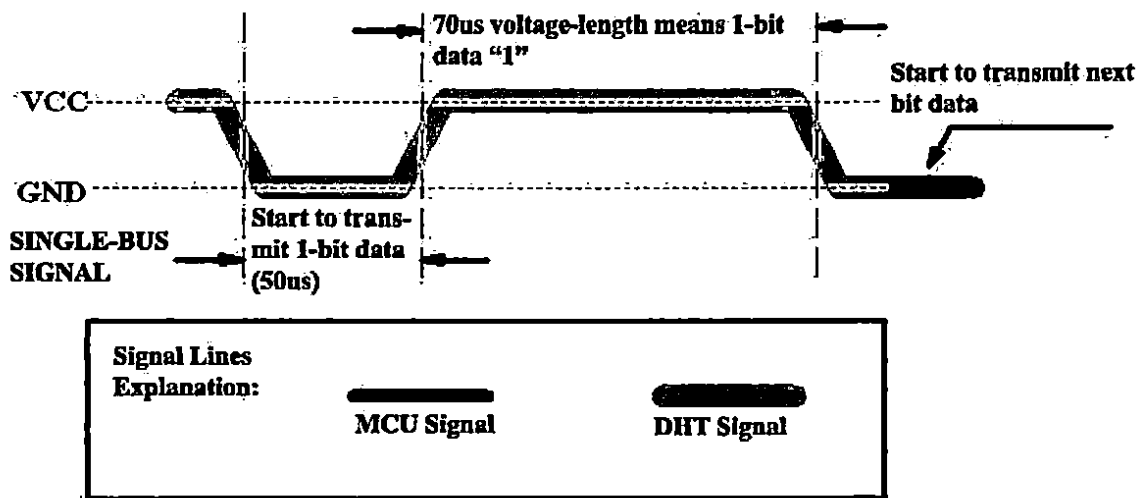 70us voltage-length means 1-bit
data “1”
Start to transmit next
bit data
VCC
GND
SINGLE-BUS
SIGNAL
Start to trans-
mit 1-bit data
(50us)
Signal Lines
Explanation:
MCU Signal
DHT Signal